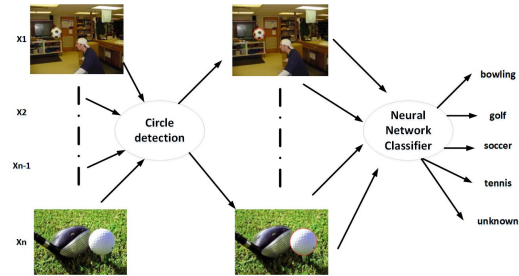 X1
X2
Xn-1
Xn
Circle
detection
Neural
Network
Classifier
bowling
golf
soccer
tennis
unknown